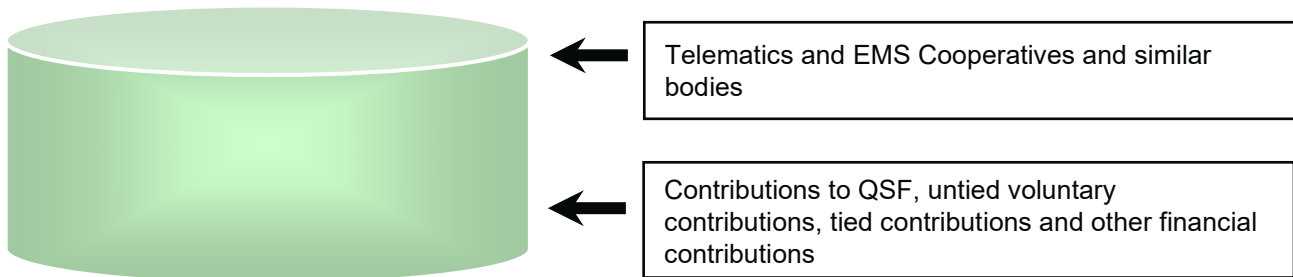 Telematics and EMS Cooperatives and similar
bodies
Contributions to QSF, untied voluntary
contributions, tied contributions and other financial
contributions